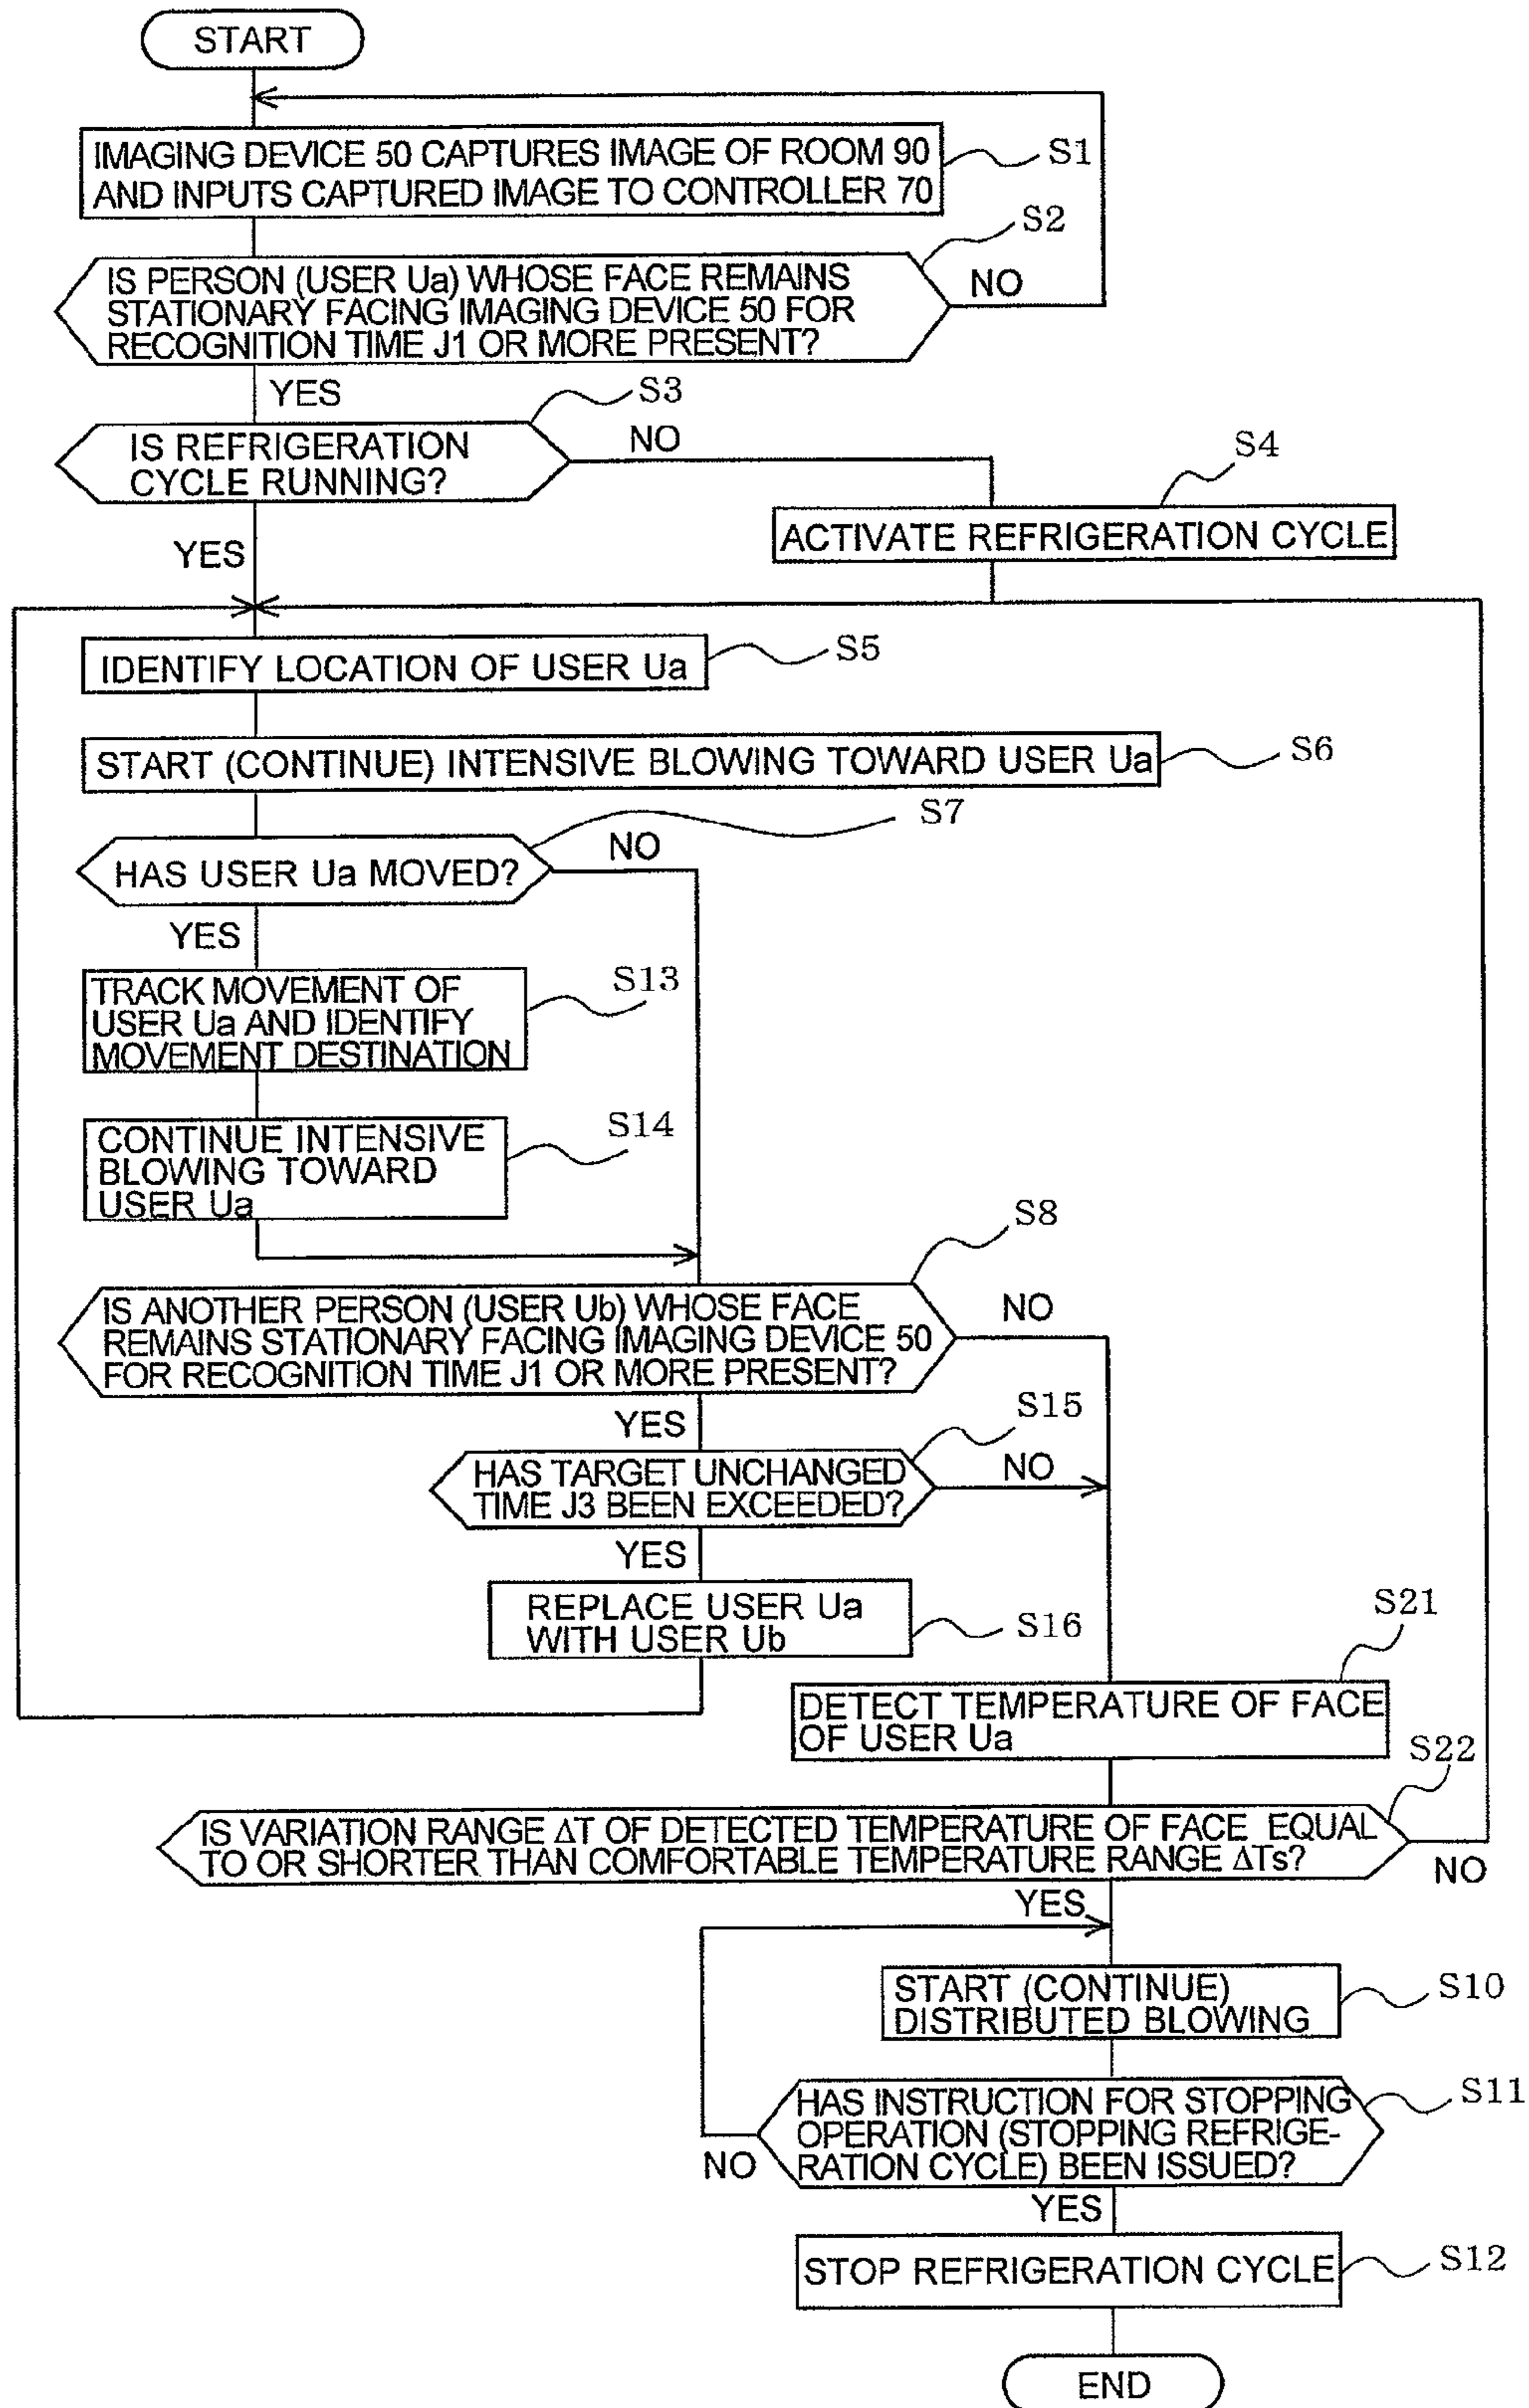 START
IMAGING DEVICE 50 CAPTURES IMAGE OF ROOM 90
AND INPUTS CAPTURED IMAGE TO CONTROLLER 70
S1
S2
IS PERSON (USER Ua) WHOSE FACE REMAINS
STATIONARY FACING IMAGING DEVICE 50 FOR
RECOGNITION TIME J1 OR MORE PRESENT?
NO
YES
S3
IS REFRIGERATION
CYCLE RUNNING?
NO
S4
ACTIVATE REFRIGERATION CYCLE
YES
IDENTIFY LOCATION OF USER Ua
S5
START (CONTINUE) INTENSIVE BLOWING TOWARD USER Ua
S6
S7
HAS USER Ua MOVED?
NO
YES
TRACK MOVEMENT OF
USER Ua AND IDENTIFY
MOVEMENT DESTINATION
S13
CONTINUE INTENSIVE
BLOWING TOWARD
USER Ua
S14
S8
IS ANOTHER PERSON (USER Ub) WHOSE FACE
REMAINS STATIONARY FACING IMAGING DEVICE 50
FOR RECOGNITION TIME J1 OR MORE PRESENT?
NO
YES
S15
HAS TARGET UNCHANGED
TIME J3 BEEN EXCEEDED?
NO
YES
REPLACE USER Ua
WITH USER Ub
S16
S21
DETECT TEMPERATURE OF FACE
OF USER Ua
S22
IS VARIATION RANGE ΔT OF DETECTED TEMPERATURE OF FACE EQUAL
TO OR SHORTER THAN COMFORTABLE TEMPERATURE RANGE ΔTs?
NO
YES
START (CONTINUE)
DISTRIBUTED BLOWING
S10
HAS INSTRUCTION FOR STOPPING
OPERATION (STOPPING REFRIGE-
RATION CYCLE) BEEN ISSUED?
S11
NO
YES
STOP REFRIGERATION CYCLE
S12
END